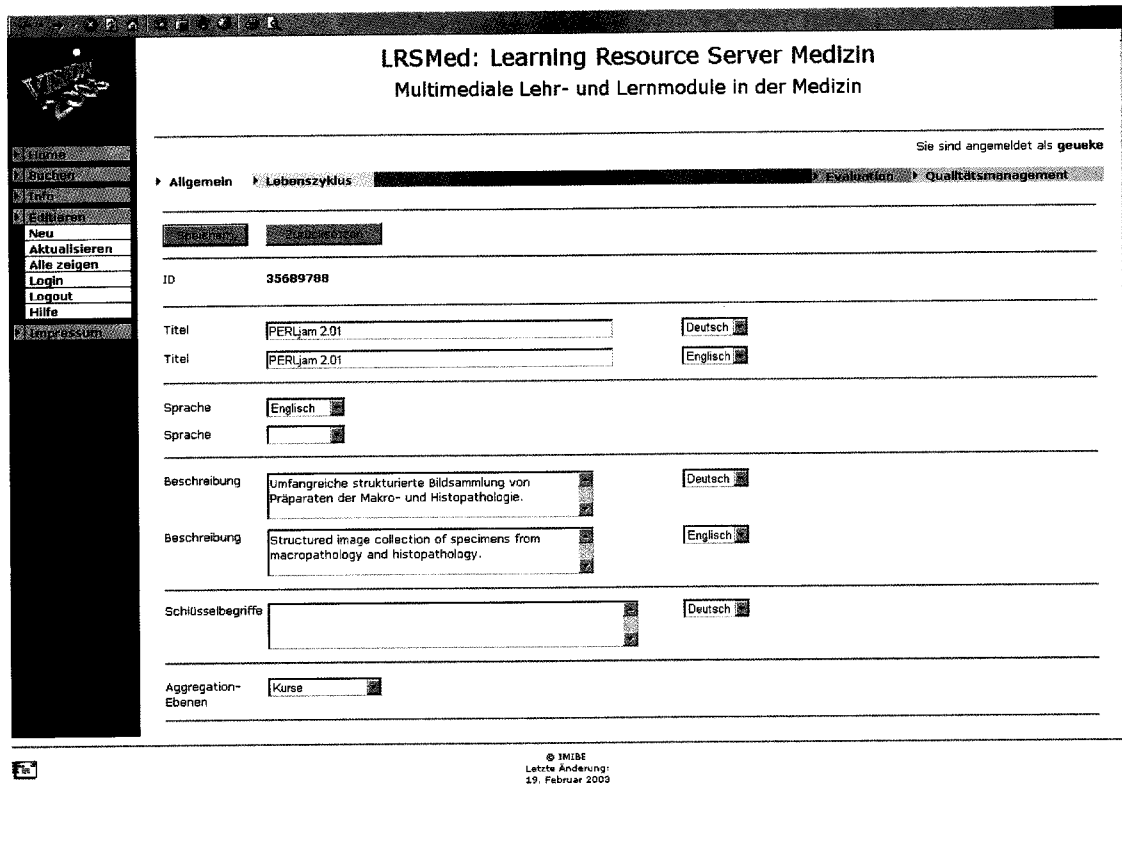 LRSMed: Learning Resource Server Medizin
Multimediale Lehr- und Lernmodule in der Medizin
Sie sind angemeldet als geueke
Home
Suchen
Info
Editieren
Neu
Aktualisieren
Alle zeigen
Login
Logout
Hilfe
Impressum
Allgemein Lebenszyklus Evaluation Qualitätsmanagement
Speichern Zurücksetzen
ID 35689788
Titel PERLjam 2.01 Deutsch
Titel PERLjam 2.01 Englisch
Sprache Englisch
Sprache
Beschreibung Umfangreiche strukturierte Bildsammlung von Deutsch
Präparaten der Makro- und Histopathologie.
Beschreibung Structured image collection of specimens from Englisch
macropathology and histopathology.
Schlüsselbegriffe Deutsch
Aggregation- Kurse
Ebenen
© IMIBE
Letzte Änderung:
19. Februar 2003